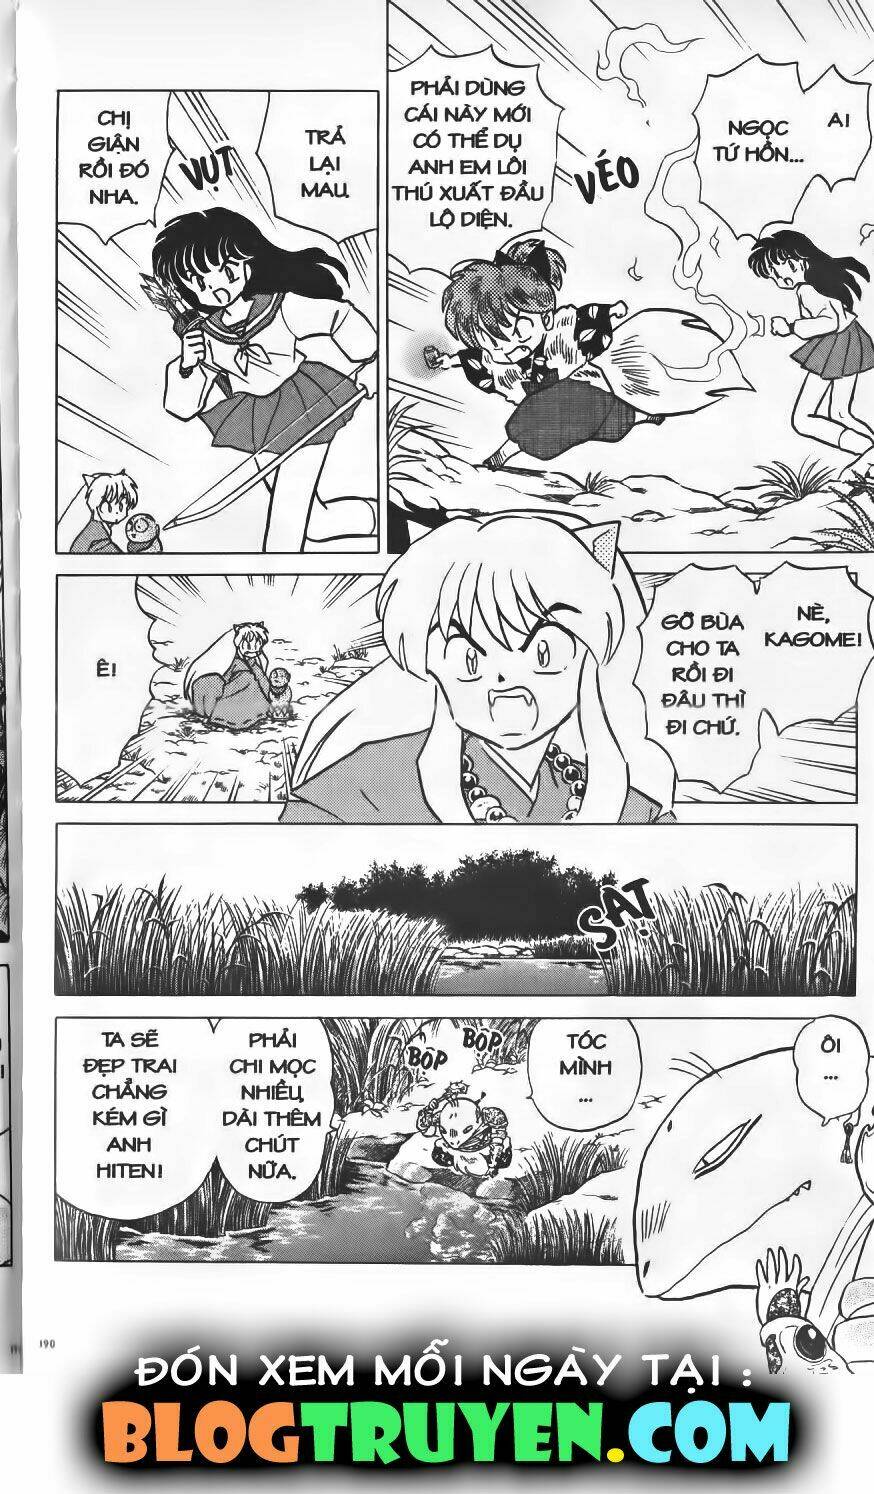 AI
NGỌC
TỨ HỒN...
VÉO
PHẢI DÙNG
CÁI NÀY MỚI
CÓ THỂ DỤ
ANH EM LÔI
THÚ XUẤT ĐẦU
LỘ DIỆN.
TRẢ
LẠI
MAU.
VỤT
CHỊ
GIẬN
RỒI ĐÓ
NHA.
NÈ,
KAGOME!
GỠ BÙA
CHO TA
RỒI ĐI
ĐÂU THÌ
ĐI CHỨ.
Ê!
SẬT
ÔI
...
TÓC
MÌNH
...
BỘP
BỘP
PHẢI
CHI MỌC
NHIỀU,
DÀI THÊM
CHÚT
NỮA.
TA SẼ
ĐẸP TRAI
CHẲNG
KÉM GÌ
ANH
HITEN!
190
ĐÓN XEM MỖI NGÀY TẠI :
BLOGTRUYEN.COM